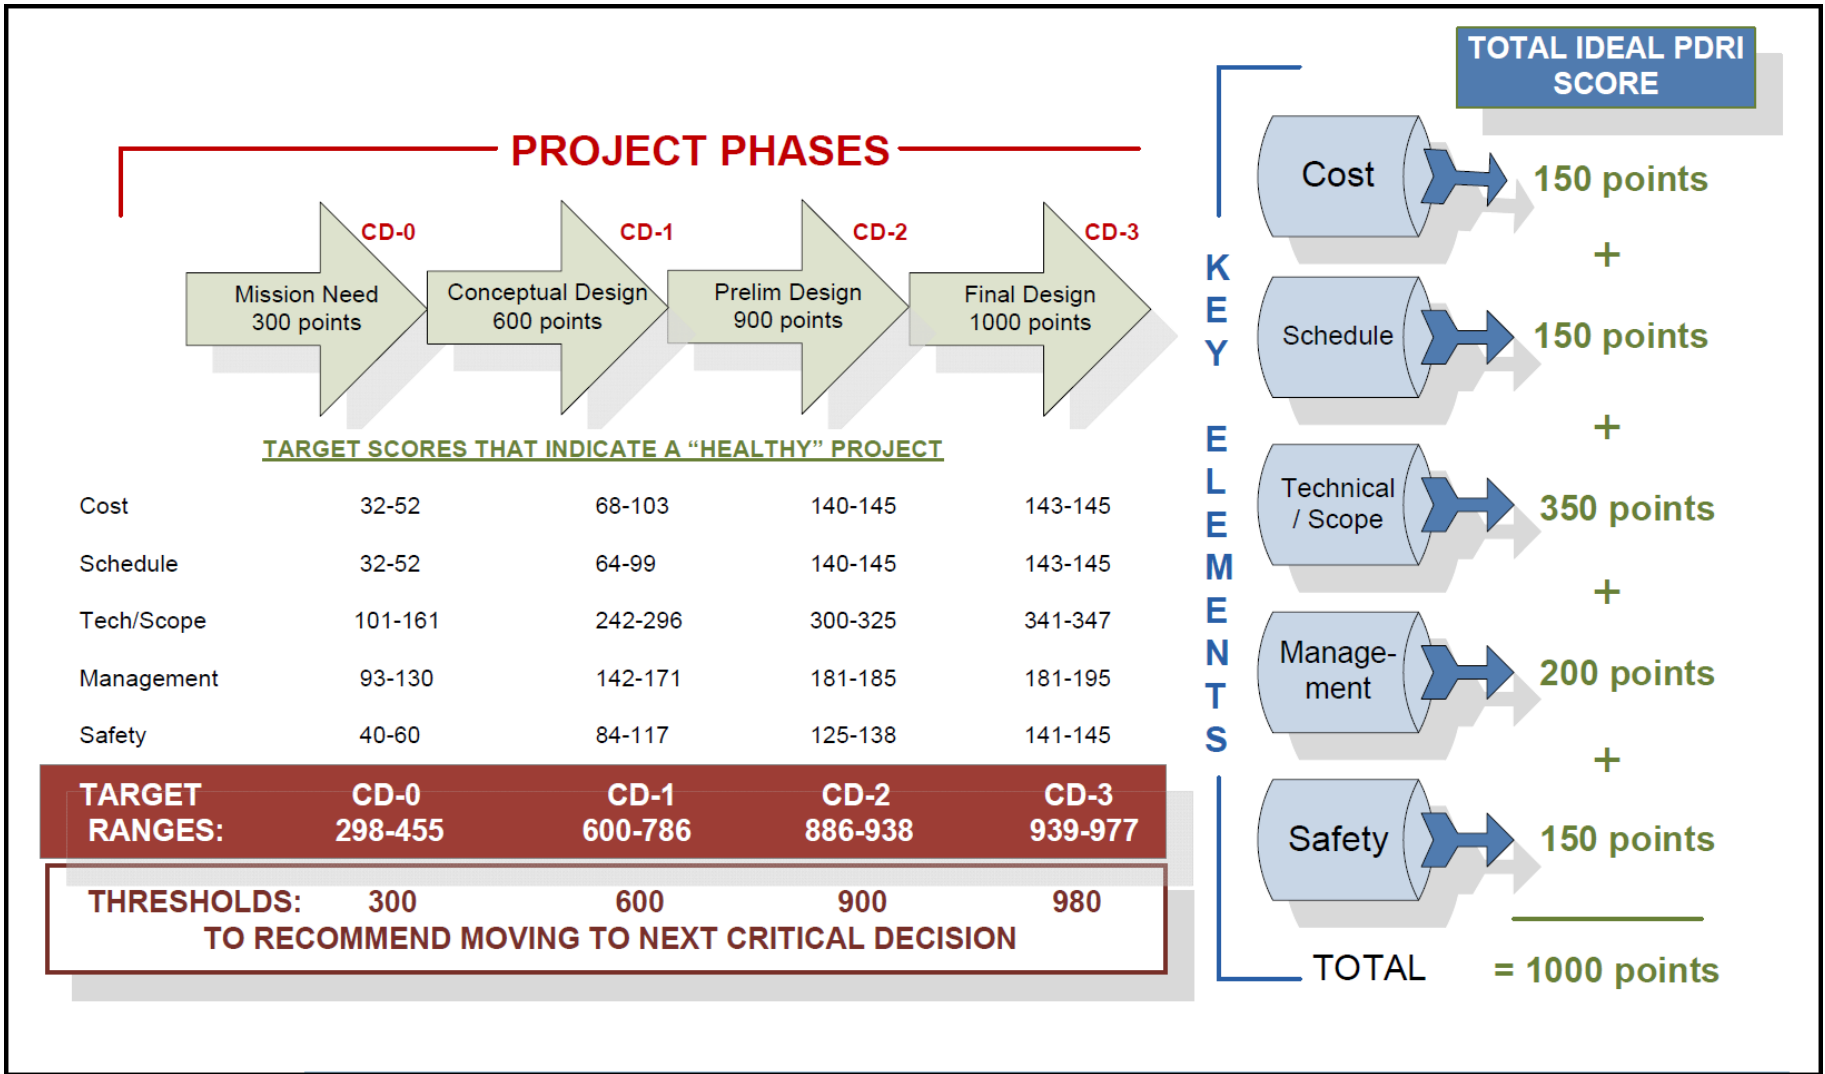 PROJECT PHASES
CD-0 CD-1 CD-2 CD-3
Mission Need
300 points
Conceptual Design
600 points
Prelim Design
900 points
Final Design
1000 points
TARGET SCORES THAT INDICATE A “HEALTHY” PROJECT
Cost 32-52 68-103 140-145 143-145
Schedule 32-52 64-99 140-145 143-145
Tech/Scope 101-161 242-296 300-325 341-347
Management 93-130 142-171 181-185 181-195
Safety 40-60 84-117 125-138 141-145
TARGET CD-0 CD-1 CD-2 CD-3
RANGES: 298-455 600-786 886-938 939-977
THRESHOLDS: 300 600 900 980
TO RECOMMEND MOVING TO NEXT CRITICAL DECISION
KEY ELEMENTS
TOTAL IDEAL PDRI
SCORE
Cost 150 points
+
Schedule 150 points
+
Technical
/ Scope
350 points
+
Manage-
ment
200 points
+
Safety 150 points
TOTAL = 1000 points